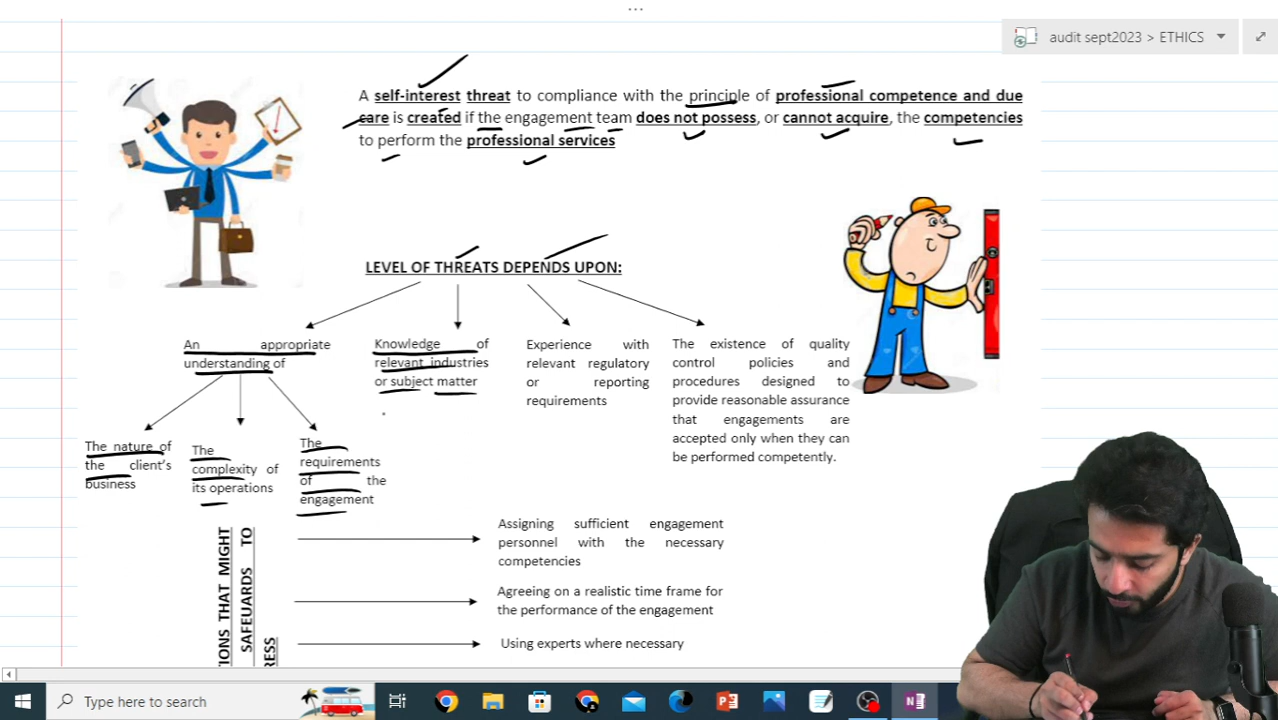 audit sept2023 > ETHICS
A self-interest threat to compliance with the principle of professional competence and due
care is created if the engagement team does not possess, or cannot acquire, the competencies
to perform the professional services
LEVEL OF THREATS DEPENDS UPON:
An appropriate
understanding of
Knowledge of
relevant industries
or subject matter
Experience with
relevant regulatory
or reporting
requirements
The existence of quality
control policies and
procedures designed to
provide reasonable assurance
that engagements are
accepted only when they can
be performed competently.
The nature of
the client's
business
The
complexity of
its operations
The
requirements
of the
engagement
IONS THAT MIGHT
SAFEUARDS TO
RESS
Assigning sufficient engagement
personnel with the necessary
competencies
Agreeing on a realistic time frame for
the performance of the engagement
Using experts where necessary
Type here to search